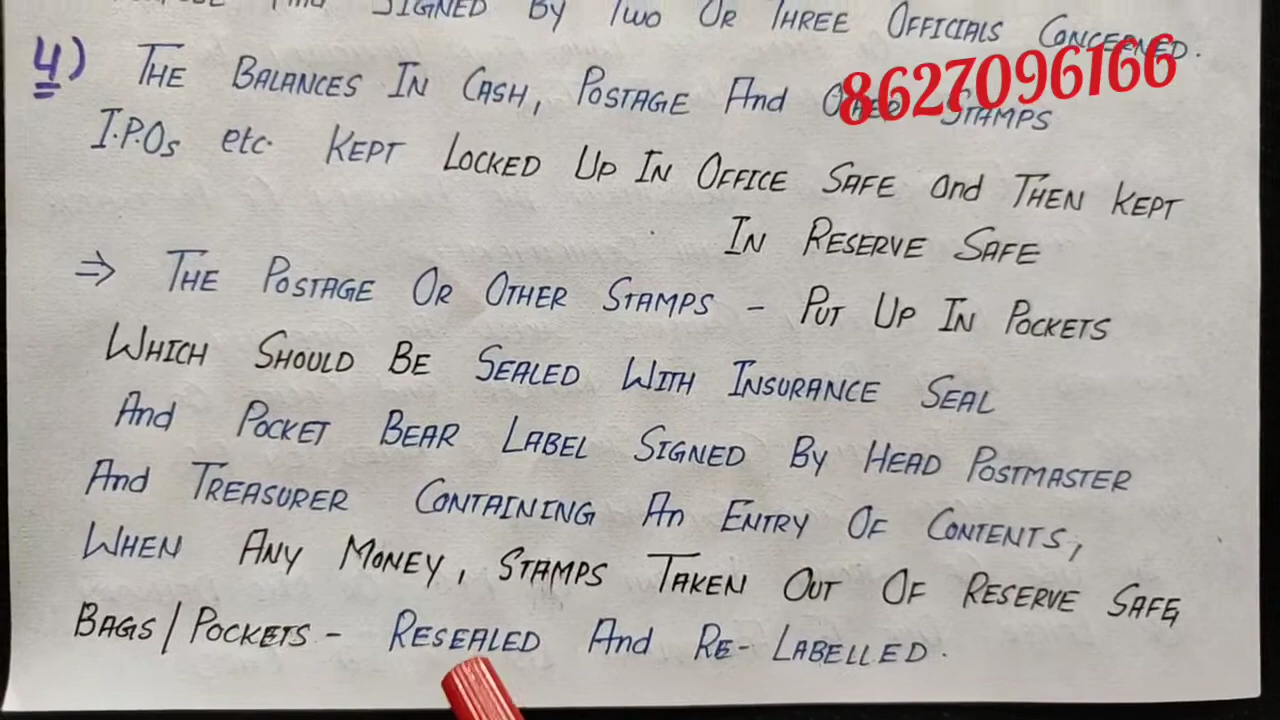 SIGNED BY TWO OR THREE OFFICIALS CONCERNED.
8627096166
4) THE BALANCES IN CASH, POSTAGE And OTHER STAMPS
I.P.Os etc. KEPT LOCKED UP IN OFFICE SAFE and THEN KEPT
IN RESERVE SAFE
⇒ THE POSTAGE OR OTHER STAMPS - PUT UP IN POCKETS
WHICH SHOULD BE SEALED WITH INSURANCE SEAL
And POCKET BEAR LABEL SIGNED BY HEAD POSTMASTER
And TREASURER CONTAINING An ENTRY OF CONTENTS,
WHEN ANY MONEY, STAMPS TAKEN OUT OF RESERVE SAFE,
BAGS/POCKETS - RESEALED And RE-LABELLED.